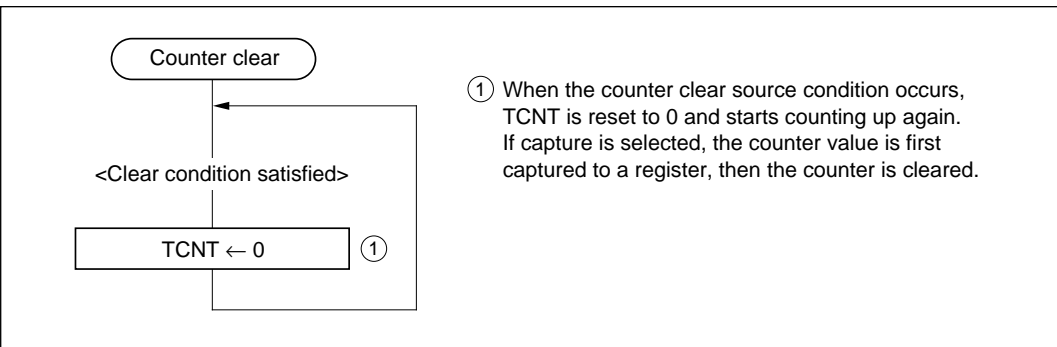 Counter clear
<Clear condition satisfied>
TCNT ← 0
①
① When the counter clear source condition occurs,
TCNT is reset to 0 and starts counting up again.
If capture is selected, the counter value is first
captured to a register, then the counter is cleared.